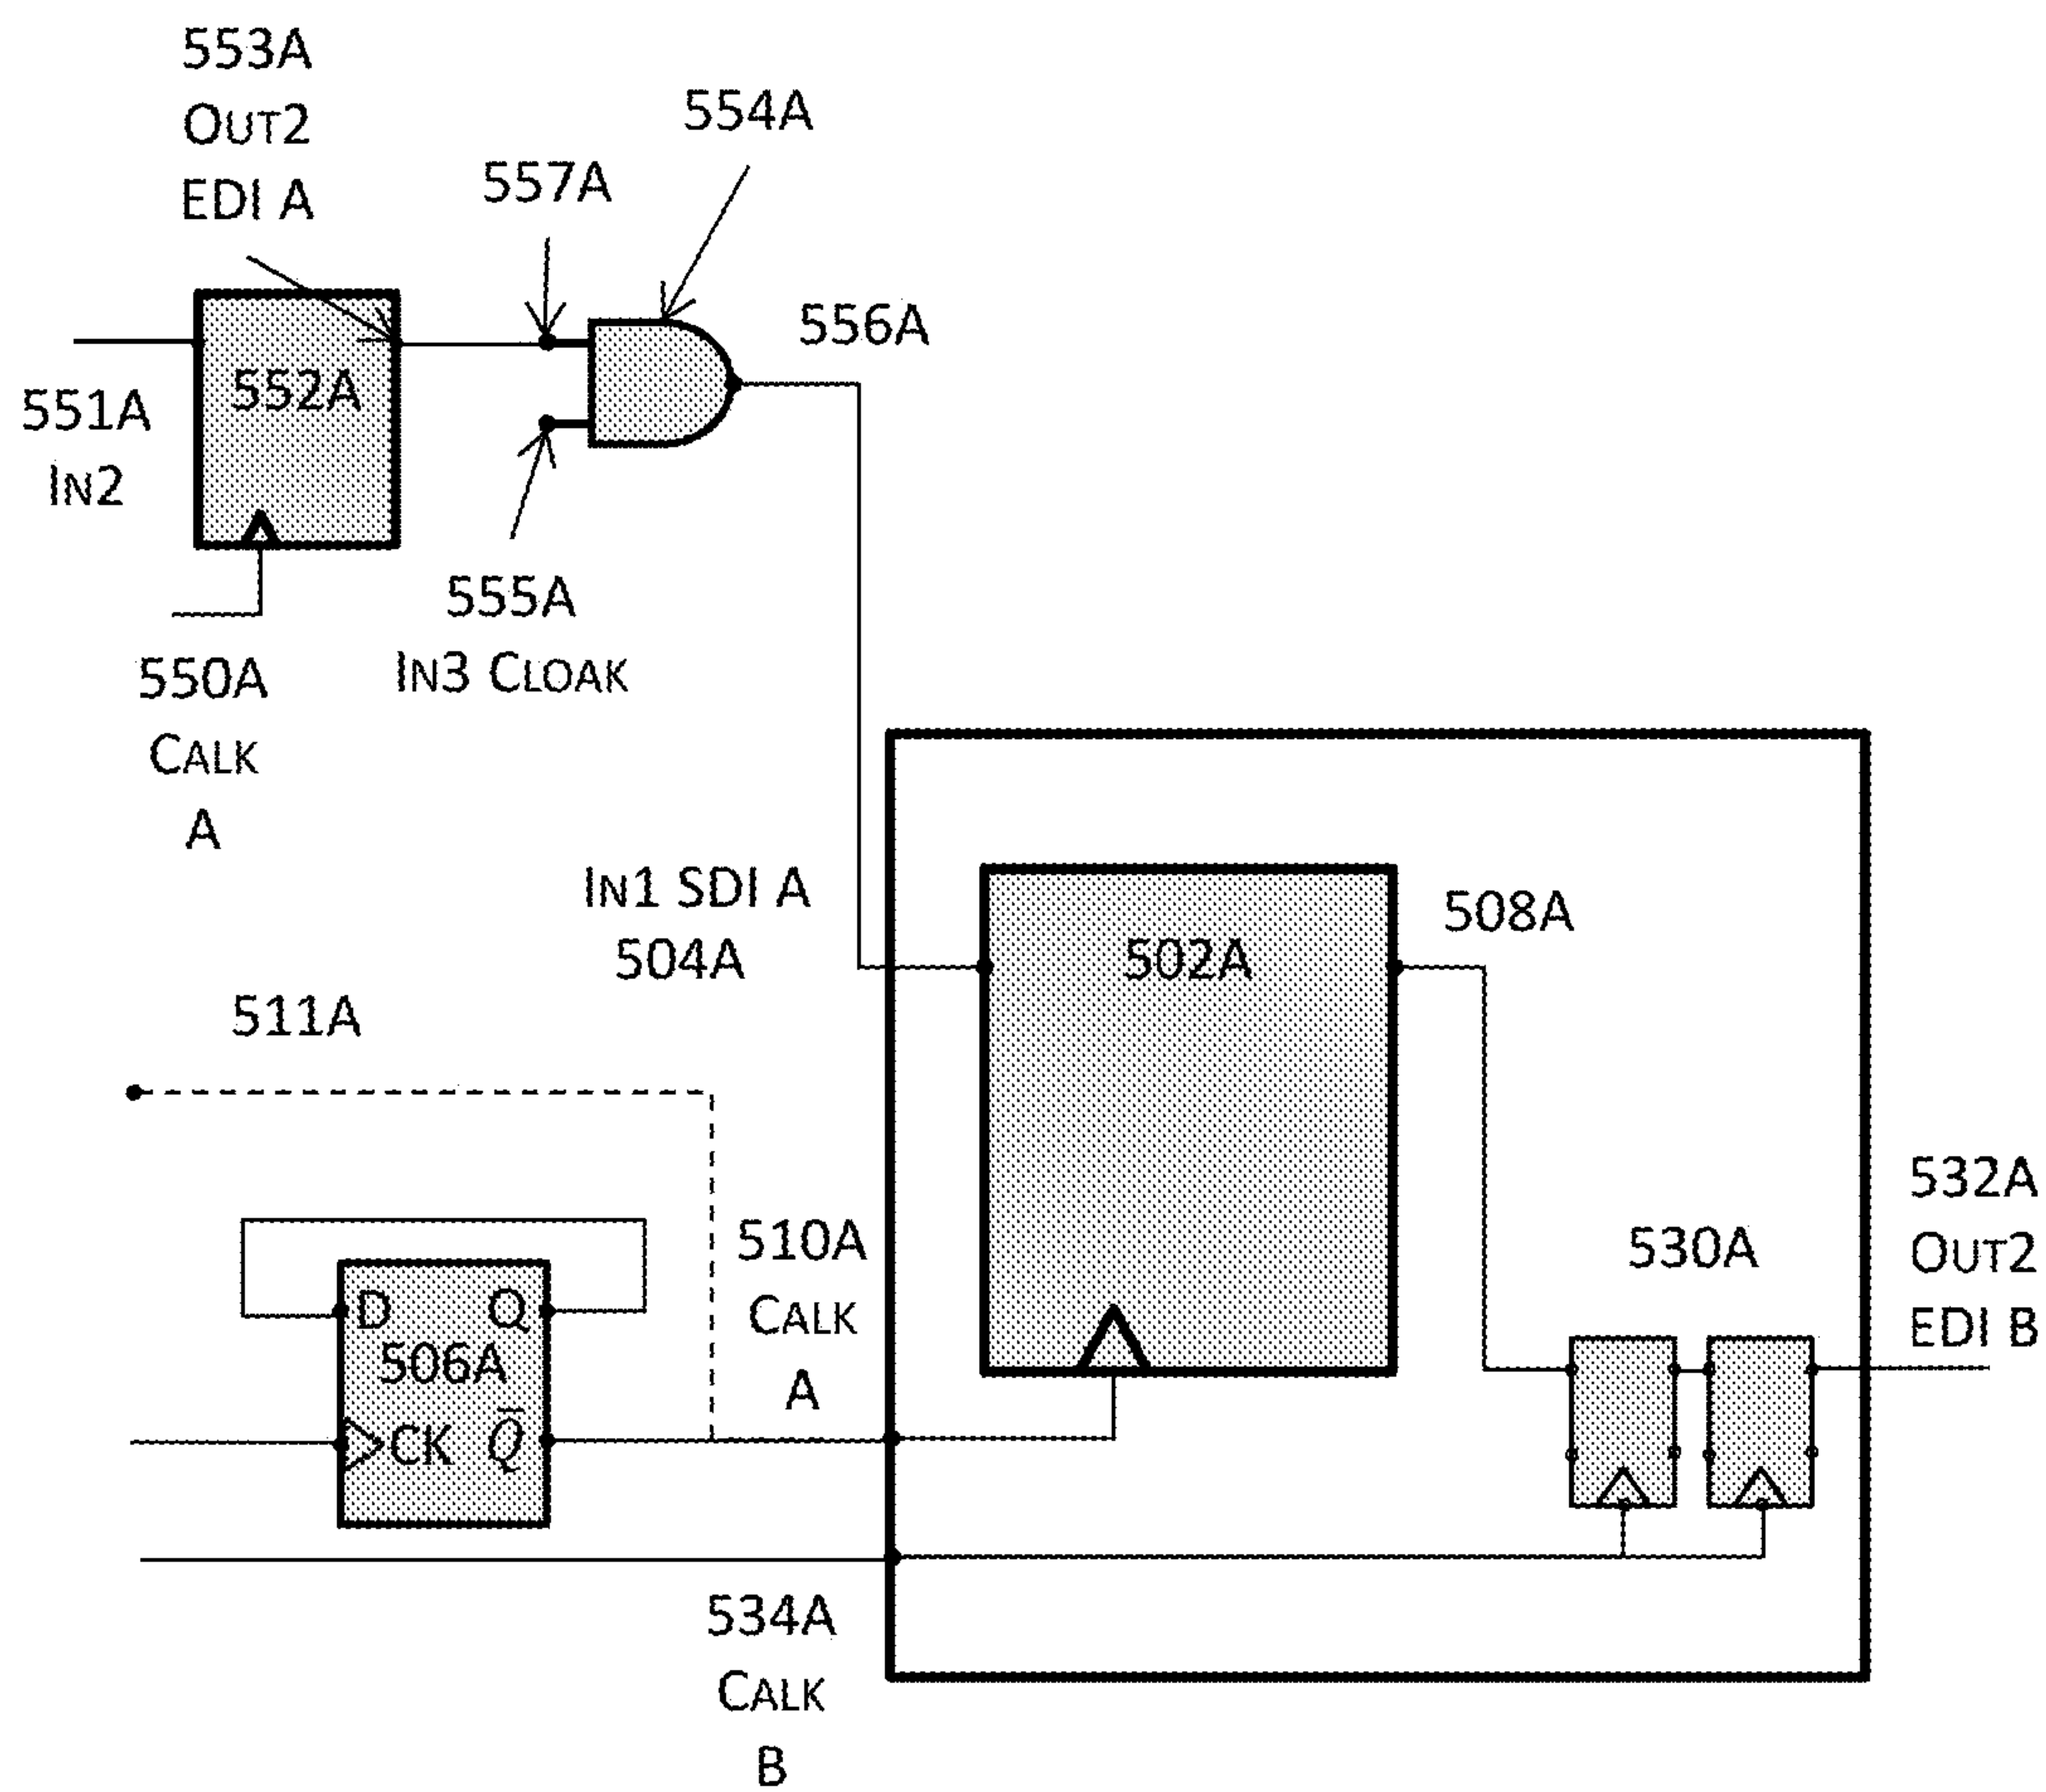 553A
OUT2
EDI A
554A
557A
556A
552A
551A
IN2
555A
IN3 CLOAK
550A
CALK
A
IN1 SDI A
504A
502A
508A
511A
510A
CALK
A
D Q
506A
CK Q̅
530A
532A
OUT2
EDI B
534A
CALK
B